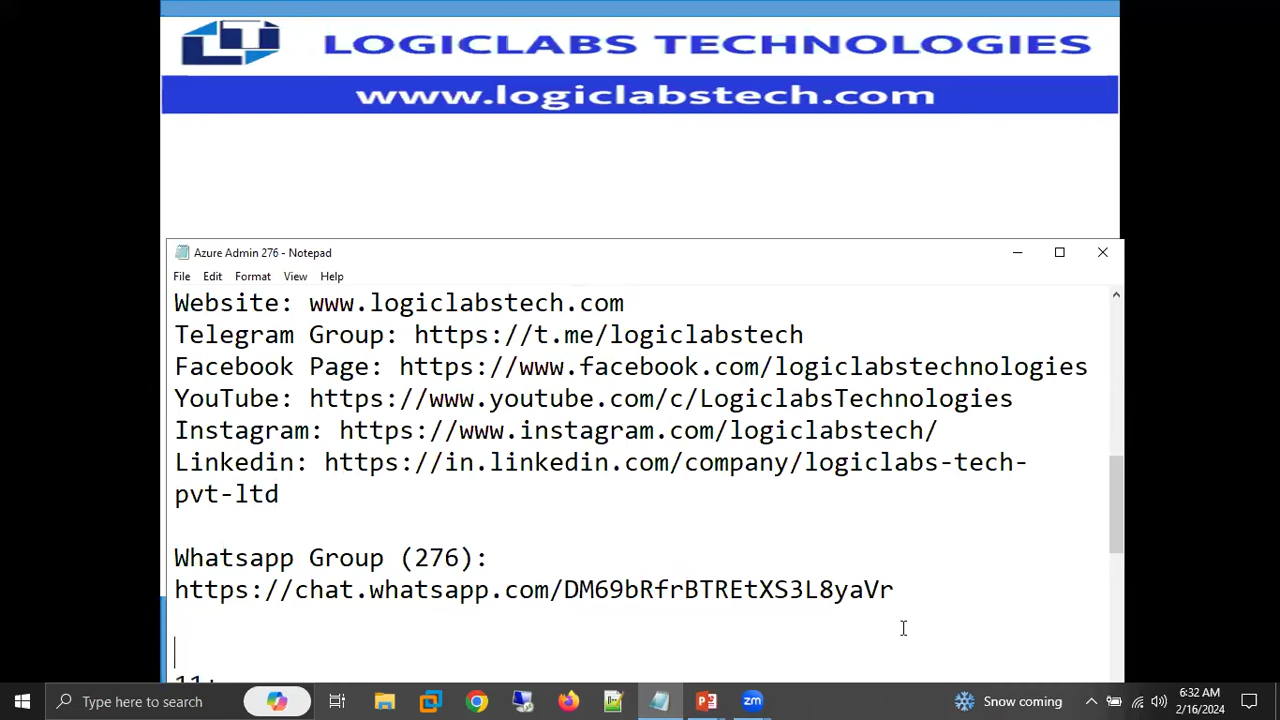 LOGICLABS TECHNOLOGIES
www.logiclabstech.com
Azure Admin 276 - Notepad
File Edit Format View Help
Website: www.logiclabstech.com
Telegram Group: https://t.me/logiclabstech
Facebook Page: https://www.facebook.com/logiclabstechnologies
YouTube: https://www.youtube.com/c/LogiclabsTechnologies
Instagram: https://www.instagram.com/logiclabstech/
Linkedin: https://in.linkedin.com/company/logiclabs-tech-
pvt-ltd
Whatsapp Group (276):
https://chat.whatsapp.com/DM69bRfrBTREtXS3L8yaVr
11:
Type here to search
Snow coming
6:32 AM
2/16/2024